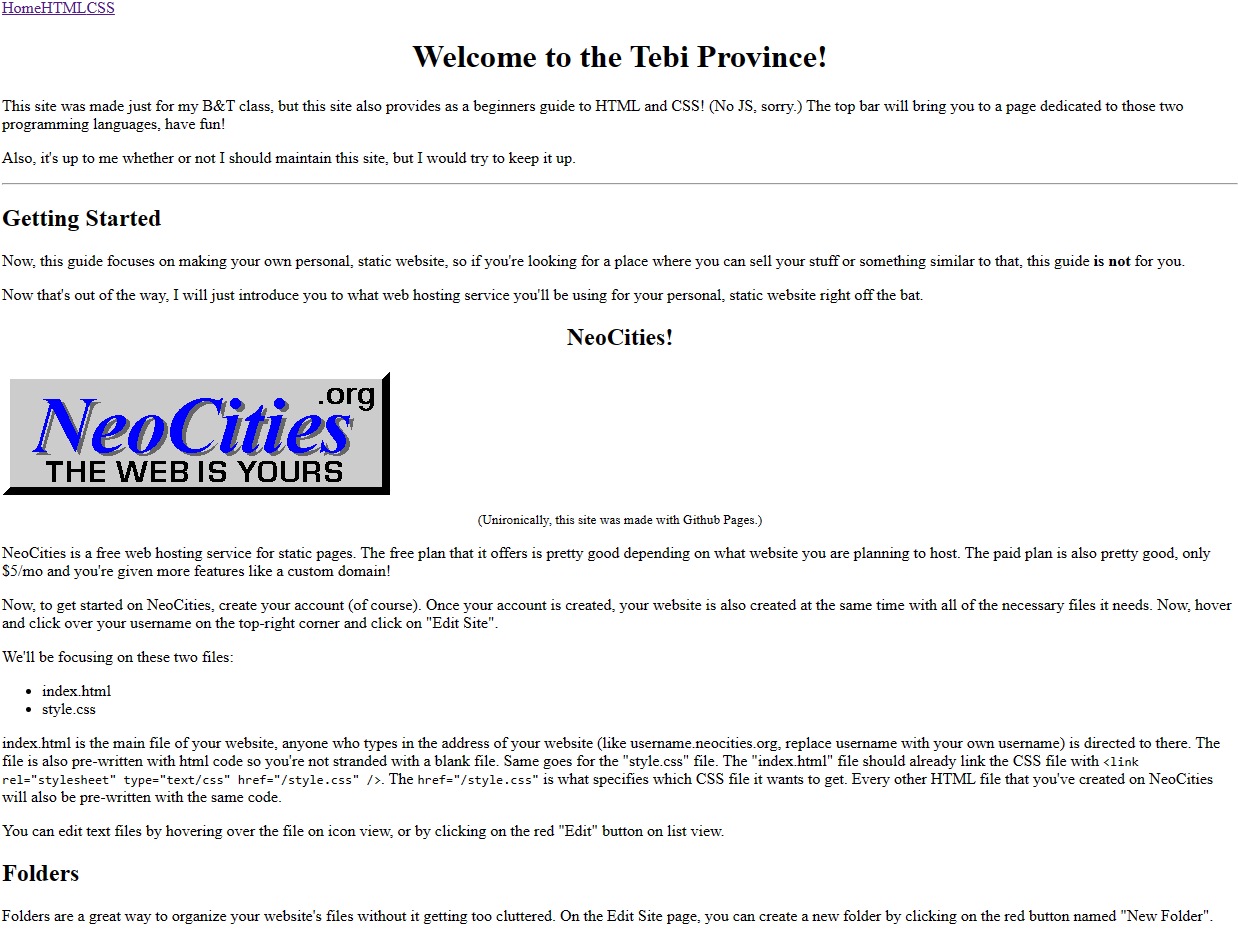 HomeHTMLCSS
Welcome to the Tebi Province!
This site was made just for my B&T class, but this site also provides as a beginners guide to HTML and CSS! (No JS, sorry.) The top bar will bring you to a page dedicated to those two
programming languages, have fun!
Also, it's up to me whether or not I should maintain this site, but I would try to keep it up.
Getting Started
Now, this guide focuses on making your own personal, static website, so if you're looking for a place where you can sell your stuff or something similar to that, this guide is not for you.
Now that's out of the way, I will just introduce you to what web hosting service you'll be using for your personal, static website right off the bat.
NeoCities!
.org
NeoCities
THE WEB IS YOURS
(Unironically, this site was made with Github Pages.)
NeoCities is a free web hosting service for static pages. The free plan that it offers is pretty good depending on what website you are planning to host. The paid plan is also pretty good, only
$5/mo and you're given more features like a custom domain!
Now, to get started on NeoCities, create your account (of course). Once your account is created, your website is also created at the same time with all of the necessary files it needs. Now, hover
and click over your username on the top-right corner and click on "Edit Site".
We'll be focusing on these two files:
• index.html
• style.css
index.html is the main file of your website, anyone who types in the address of your website (like username.neocities.org, replace username with your own username) is directed to there. The
file is also pre-written with html code so you're not stranded with a blank file. Same goes for the "style.css" file. The "index.html" file should already link the CSS file with <link
rel="stylesheet" type="text/css" href="/style.css" />. The href="/style.css" is what specifies which CSS file it wants to get. Every other HTML file that you've created on NeoCities
will also be pre-written with the same code.
You can edit text files by hovering over the file on icon view, or by clicking on the red "Edit" button on list view.
Folders
Folders are a great way to organize your website's files without it getting too cluttered. On the Edit Site page, you can create a new folder by clicking on the red button named "New Folder".